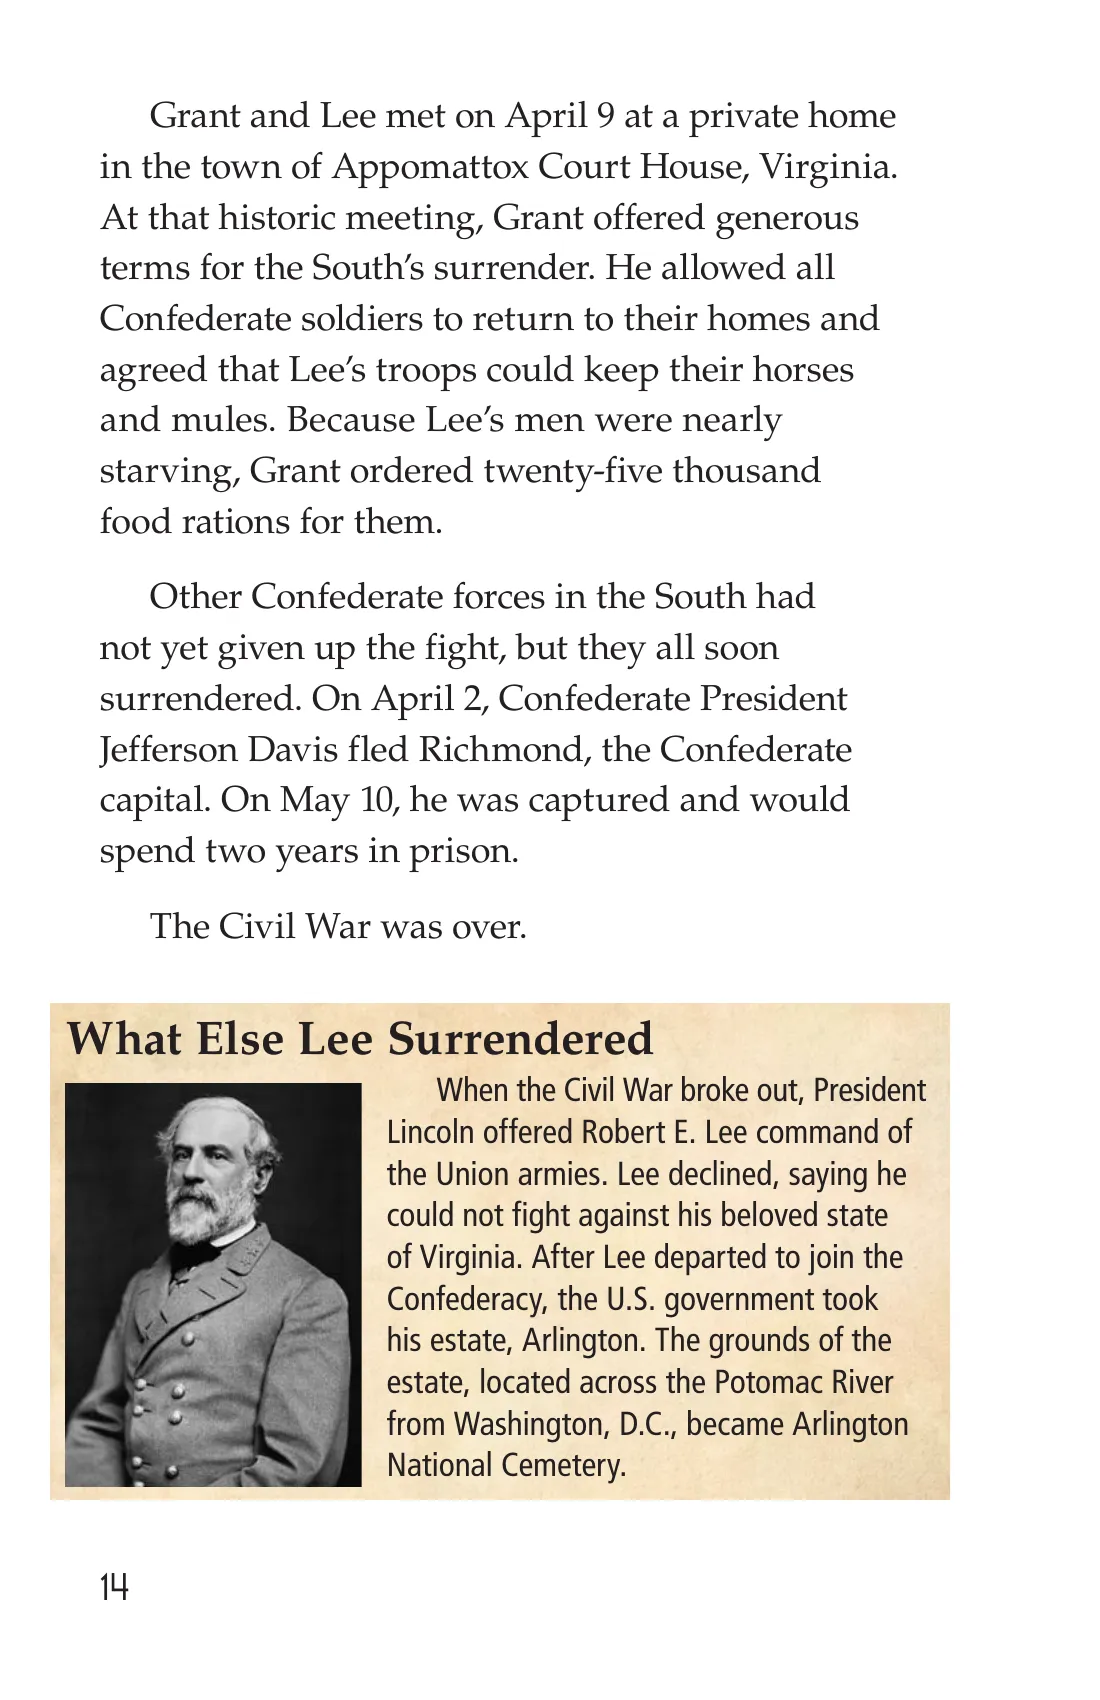 Grant and Lee met on April 9 at a private home
in the town of Appomattox Court House, Virginia.
At that historic meeting, Grant offered generous
terms for the South’s surrender. He allowed all
Confederate soldiers to return to their homes and
agreed that Lee’s troops could keep their horses
and mules. Because Lee’s men were nearly
starving, Grant ordered twenty-five thousand
food rations for them.
Other Confederate forces in the South had
not yet given up the fight, but they all soon
surrendered. On April 2, Confederate President
Jefferson Davis fled Richmond, the Confederate
capital. On May 10, he was captured and would
spend two years in prison.
The Civil War was over.
What Else Lee Surrendered
When the Civil War broke out, President
Lincoln offered Robert E. Lee command of
the Union armies. Lee declined, saying he
could not fight against his beloved state
of Virginia. After Lee departed to join the
Confederacy, the U.S. government took
his estate, Arlington. The grounds of the
estate, located across the Potomac River
from Washington, D.C., became Arlington
National Cemetery.
14